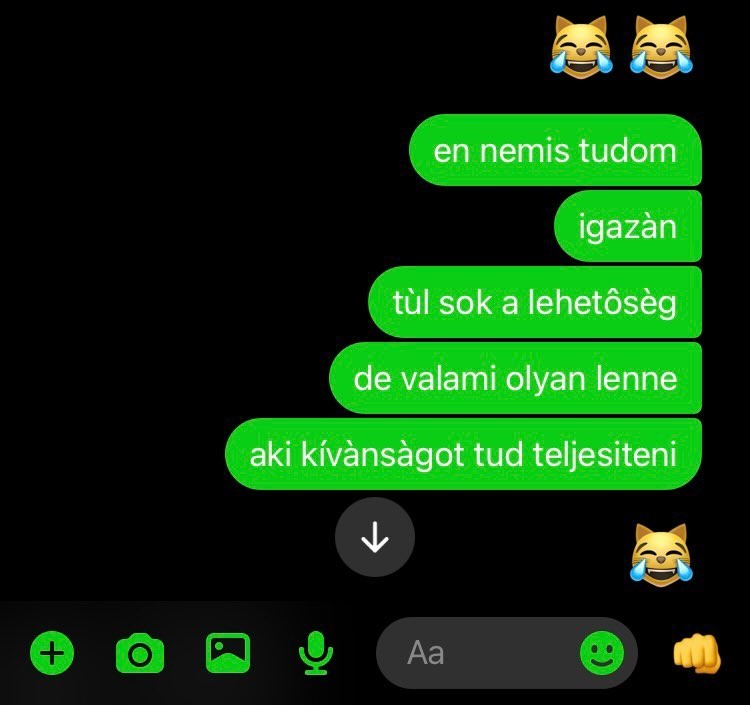 😹😹
en nemis tudom
igazàn
tùl sok a lehetôsèg
de valami olyan lenne
aki kívànsàgot tud teljesiteni
😹
Aa